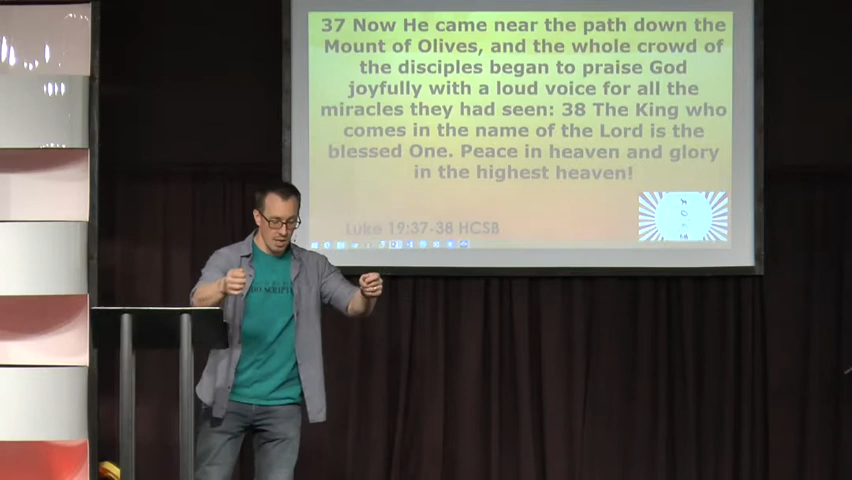 37 Now He came near the path down the
Mount of Olives, and the whole crowd of
the disciples began to praise God
joyfully with a loud voice for all the
miracles they had seen: 38 The King who
comes in the name of the Lord is the
blessed One. Peace in heaven and glory
in the highest heaven!
Luke 19:37-38 HCSB